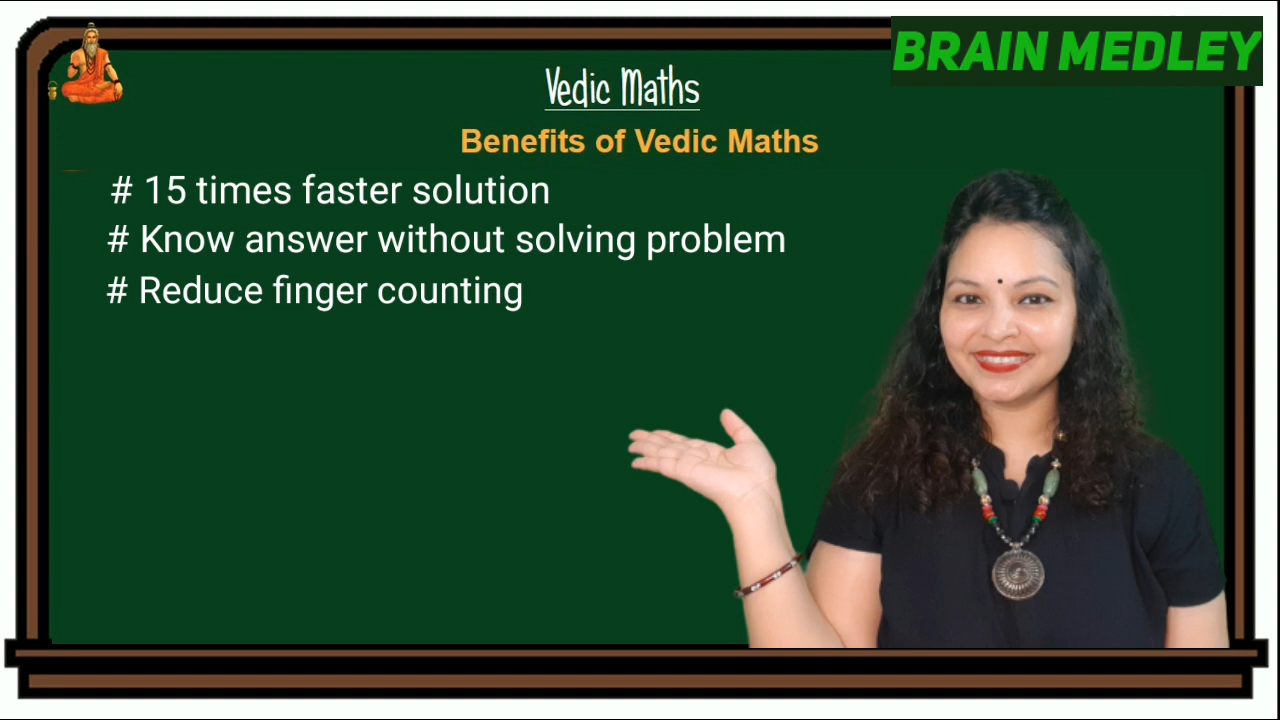 BRAIN MEDLEY
Vedic Maths
Benefits of Vedic Maths
# 15 times faster solution
# Know answer without solving problem
# Reduce finger counting